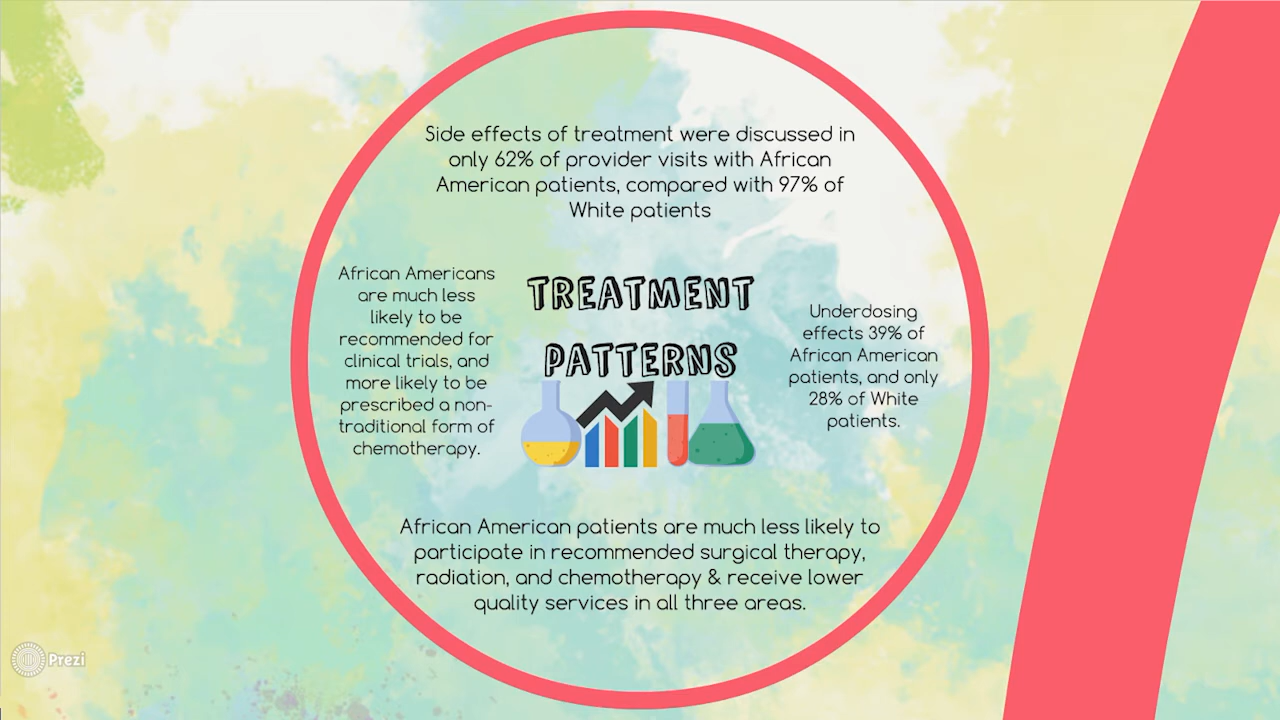 Side effects of treatment were discussed in
only 62% of provider visits with African
American patients, compared with 97% of
White patients
African Americans
are much less
likely to be
recommended for
clinical trials, and
more likely to be
prescribed a non-
traditional form of
chemotherapy.
TREATMENT
PATTERNS
Underdosing
effects 39% of
African American
patients, and only
28% of White
patients.
African American patients are much less likely to
participate in recommended surgical therapy,
radiation, and chemotherapy & receive lower
quality services in all three areas.
Prezi